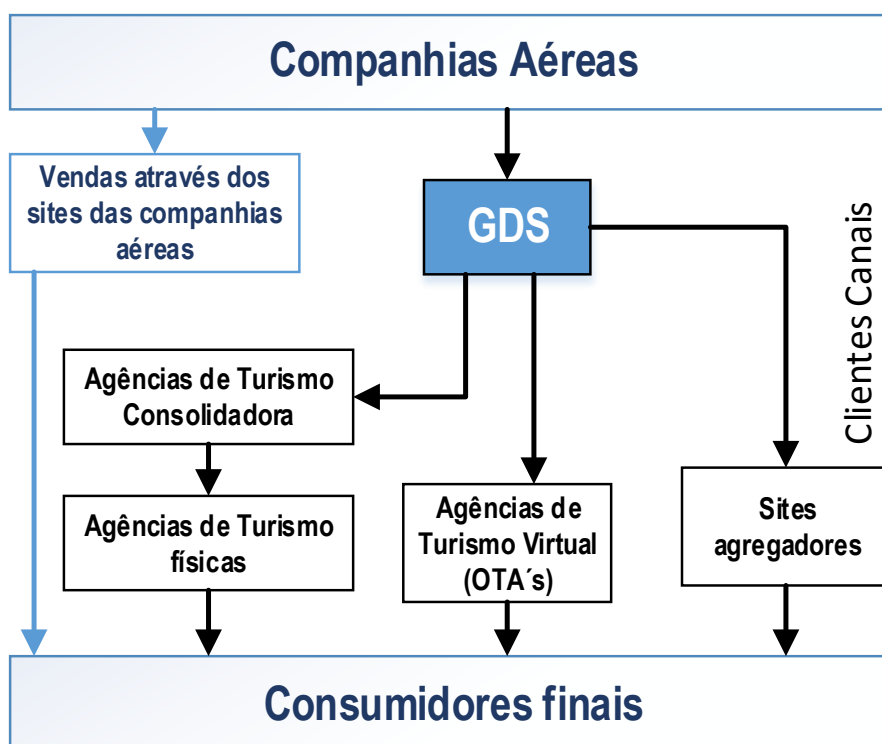 Companhias Aéreas
Vendas através dos
sites das companhias
aéreas
GDS
Clientes Canais
Agências de Turismo
Consolidadora
Agências de Turismo
físicas
Agências de
Turismo Virtual
(OTA´s)
Sites
agregadores
Consumidores finais